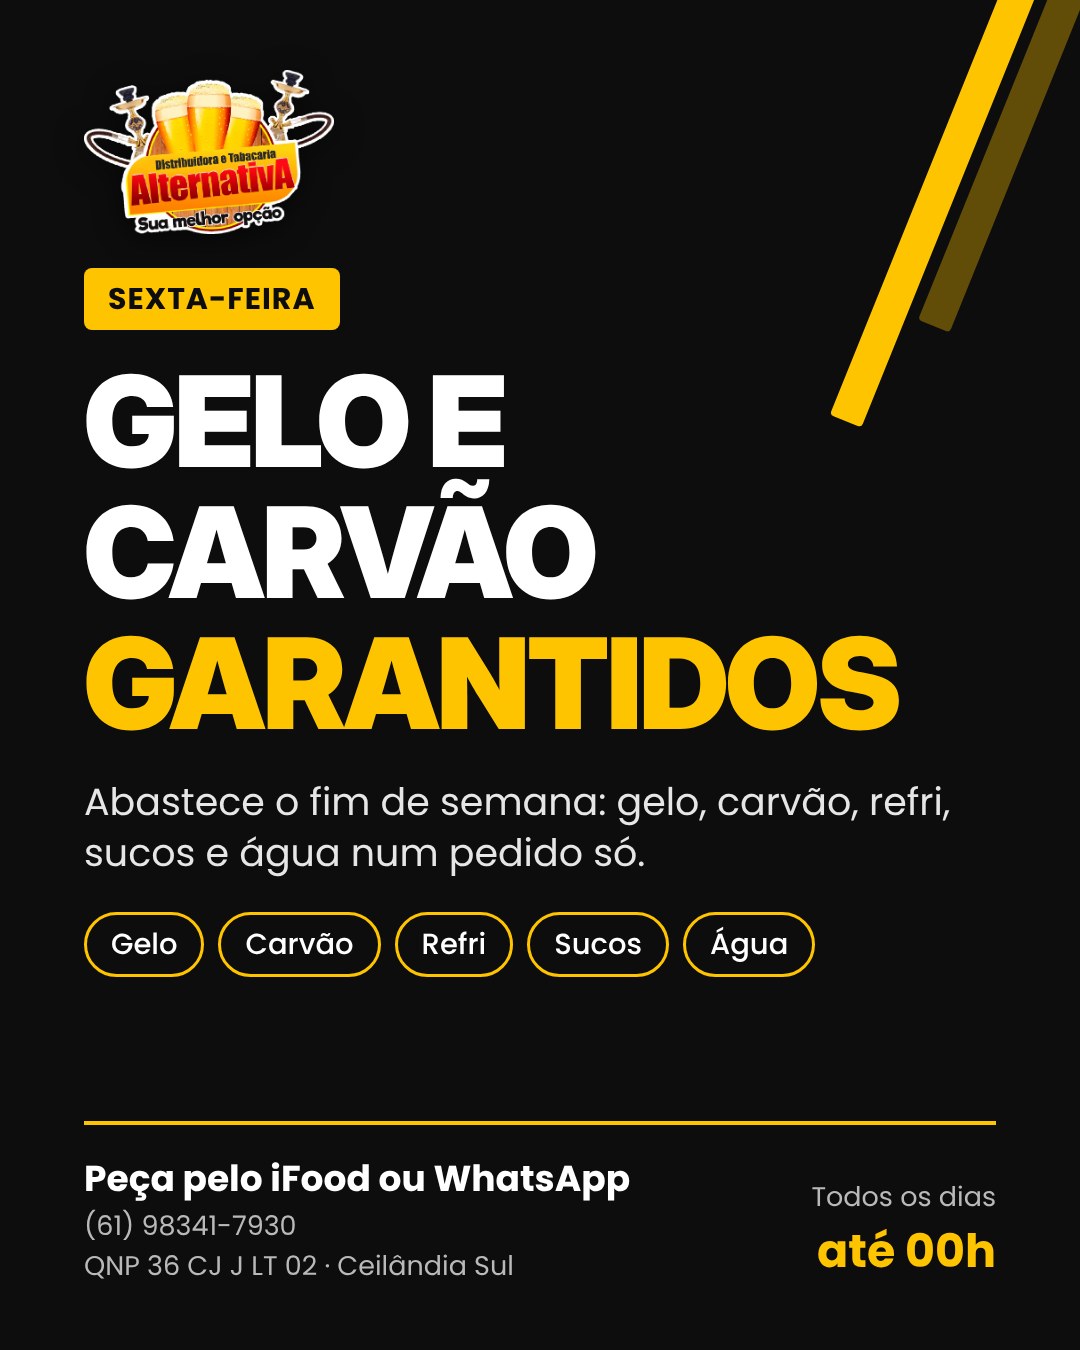 Distribuidora e Tabacaria
AlternativA
Sua melhor opção
SEXTA-FEIRA
GELO E
CARVÃO
GARANTIDOS
Abastece o fim de semana: gelo, carvão, refri,
sucos e água num pedido só.
Gelo Carvão Refri Sucos Água
Peça pelo iFood ou WhatsApp
(61) 98341-7930
QNP 36 CJ J LT 02 · Ceilândia Sul
Todos os dias
até 00h